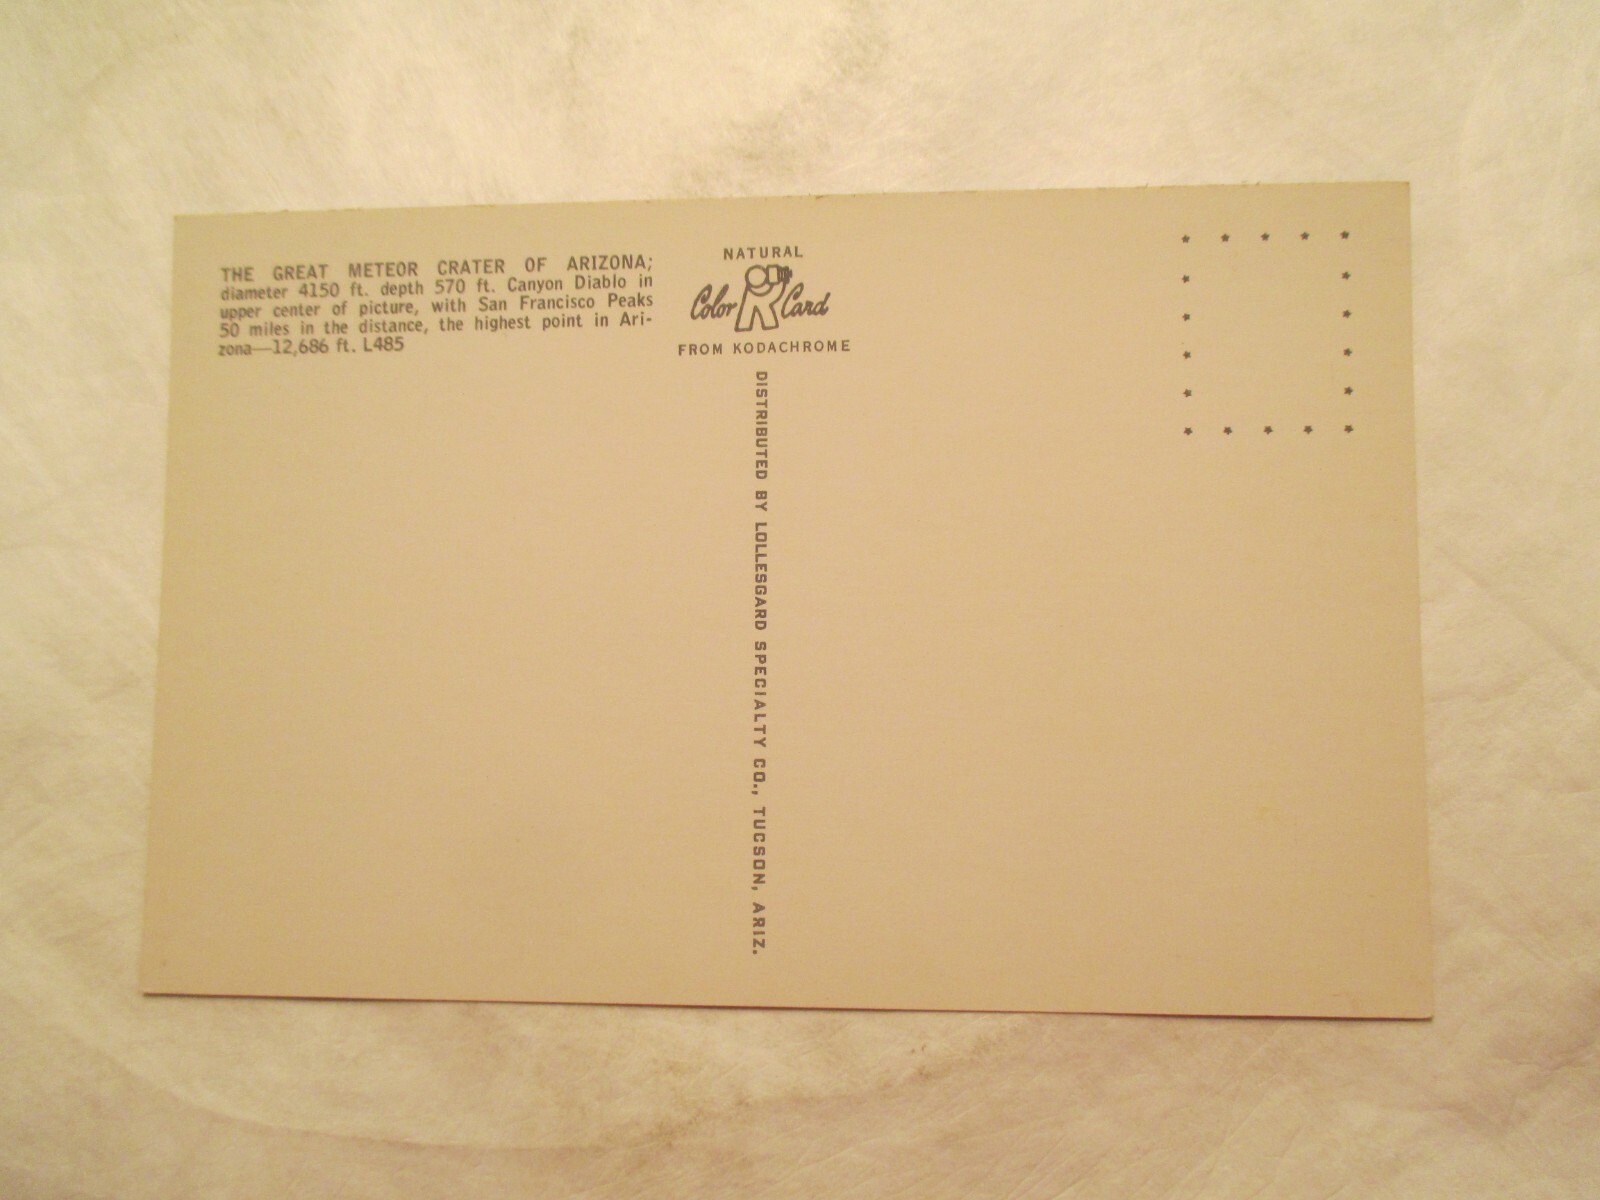 THE GREAT METEOR CRATER OF ARIZONA;
diameter 4150 ft. depth 570 ft. Canyon Diablo in
upper center of picture, with San Francisco Peaks
50 miles in the distance, the highest point in Ari-
zona—12,686 ft. L485
NATURAL
Color Card
FROM KODACHROME
DISTRIBUTED BY LOLLESGARD SPECIALTY CO., TUCSON, ARIZ.